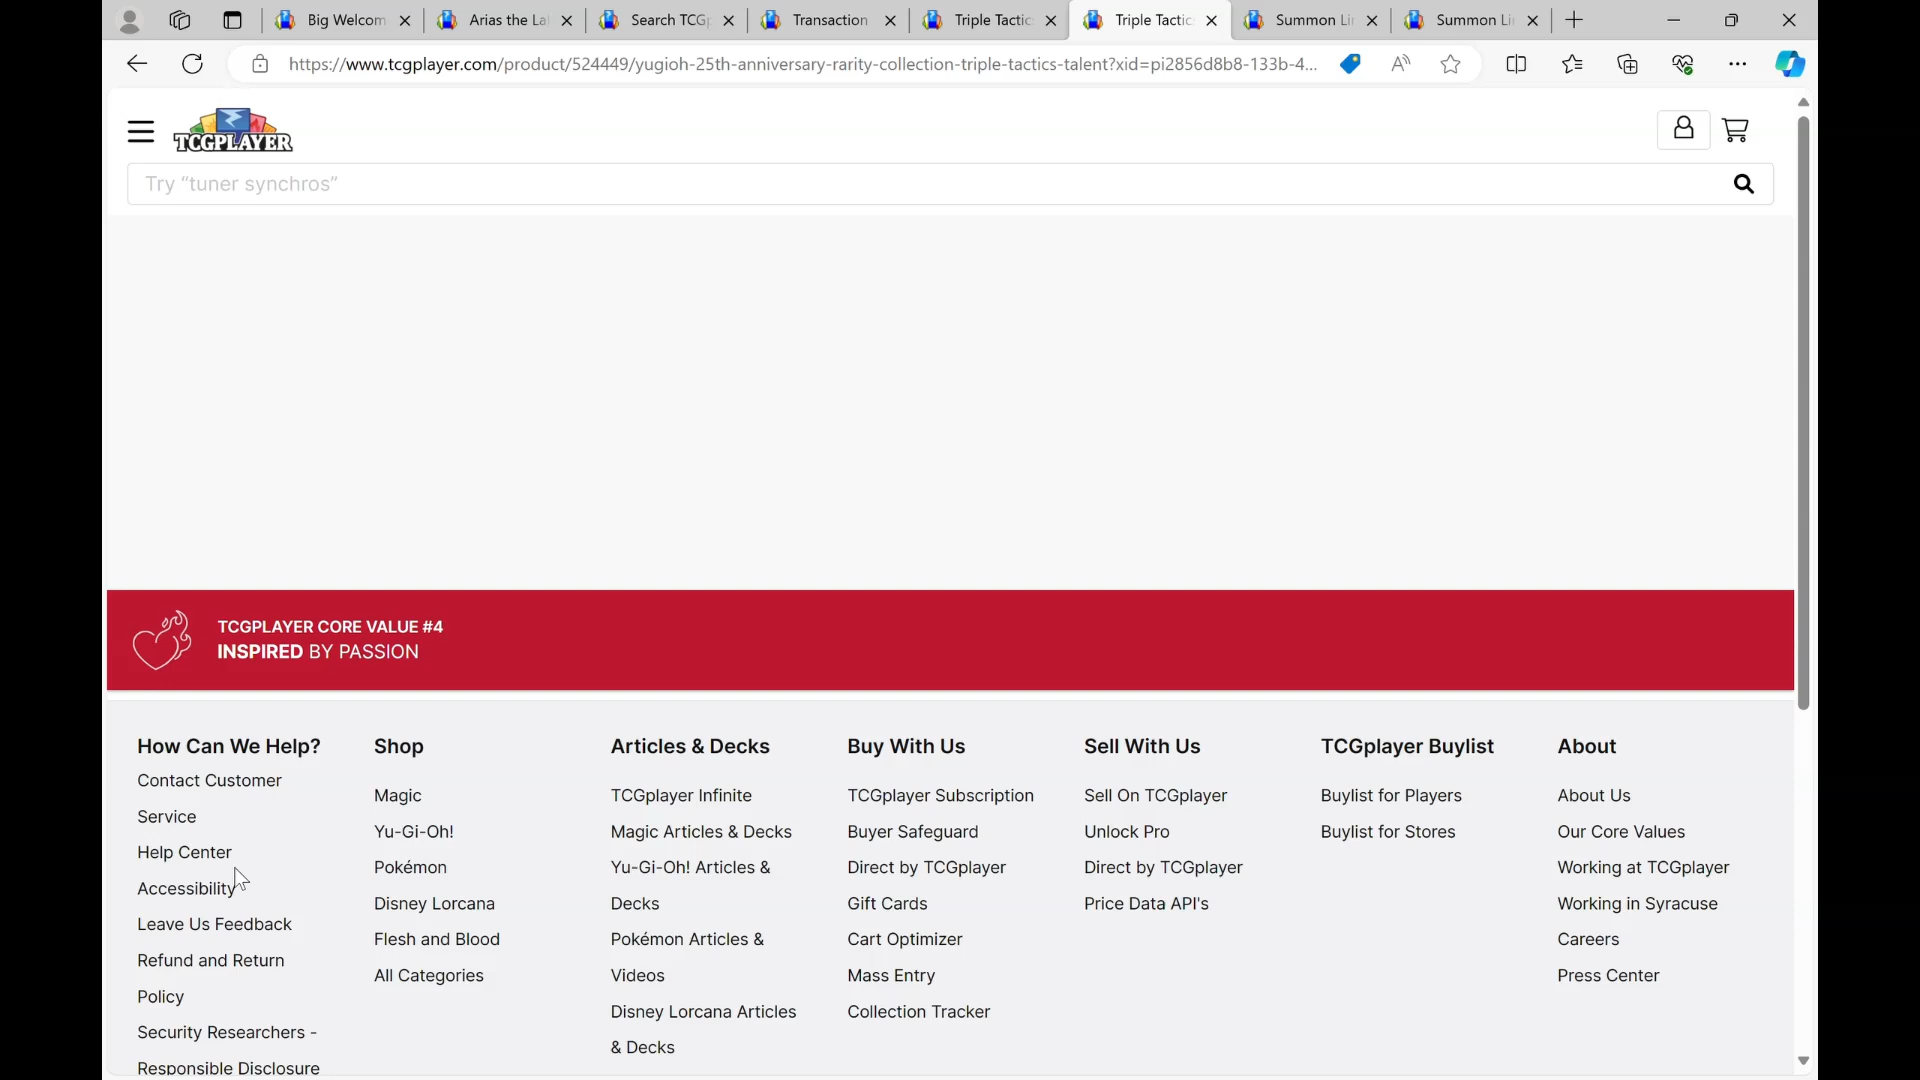 Big Welcom
Arias the La
Search TCGp
Transaction
Triple Tactic
Triple Tactic
Summon Li
Summon Li
https://www.tcgplayer.com/product/524449/yugioh-25th-anniversary-rarity-collection-triple-tactics-talent?xid=pi2856d8b8-133b-4...
TCGPLAYER
Try “tuner synchros”
TCGPLAYER CORE VALUE #4
INSPIRED BY PASSION
How Can We Help?
Contact Customer
Service
Help Center
Accessibility
Leave Us Feedback
Refund and Return
Policy
Security Researchers -
Responsible Disclosure
Shop
Magic
Yu-Gi-Oh!
Pokémon
Disney Lorcana
Flesh and Blood
All Categories
Articles & Decks
TCGplayer Infinite
Magic Articles & Decks
Yu-Gi-Oh! Articles &
Decks
Pokémon Articles &
Videos
Disney Lorcana Articles
& Decks
Buy With Us
TCGplayer Subscription
Buyer Safeguard
Direct by TCGplayer
Gift Cards
Cart Optimizer
Mass Entry
Collection Tracker
Sell With Us
Sell On TCGplayer
Unlock Pro
Direct by TCGplayer
Price Data API's
TCGplayer Buylist
Buylist for Players
Buylist for Stores
About
About Us
Our Core Values
Working at TCGplayer
Working in Syracuse
Careers
Press Center